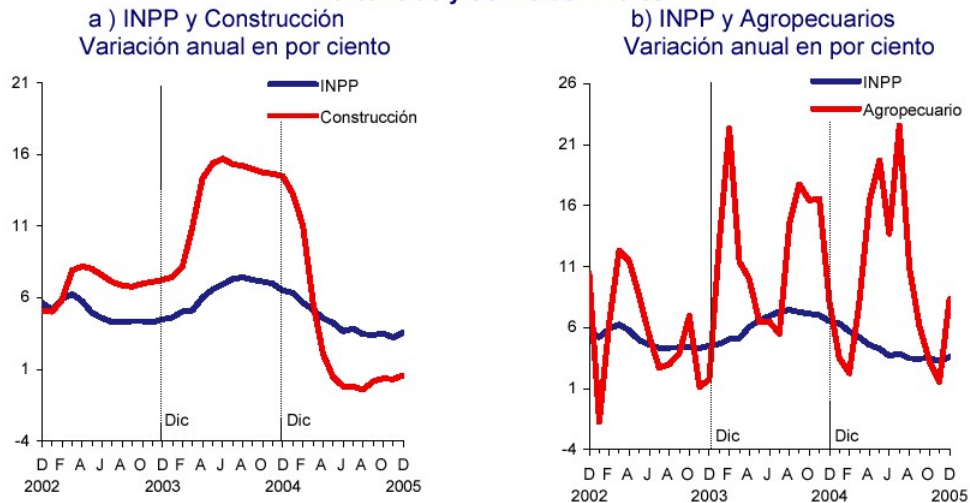 a ) INPP y Construcción
Variación anual en por ciento
21
16
11
6
1
-4
INPP
Construcción
Dic
Dic
D F A J A O D F A J A O D F A J A O D
2002 2003 2004 2005
b) INPP y Agropecuarios
Variación anual en por ciento
26
21
16
11
6
1
-4
INPP
Agropecuario
Dic
Dic
D F A J A O D F A J A O D F A J A O D
2002 2003 2004 2005